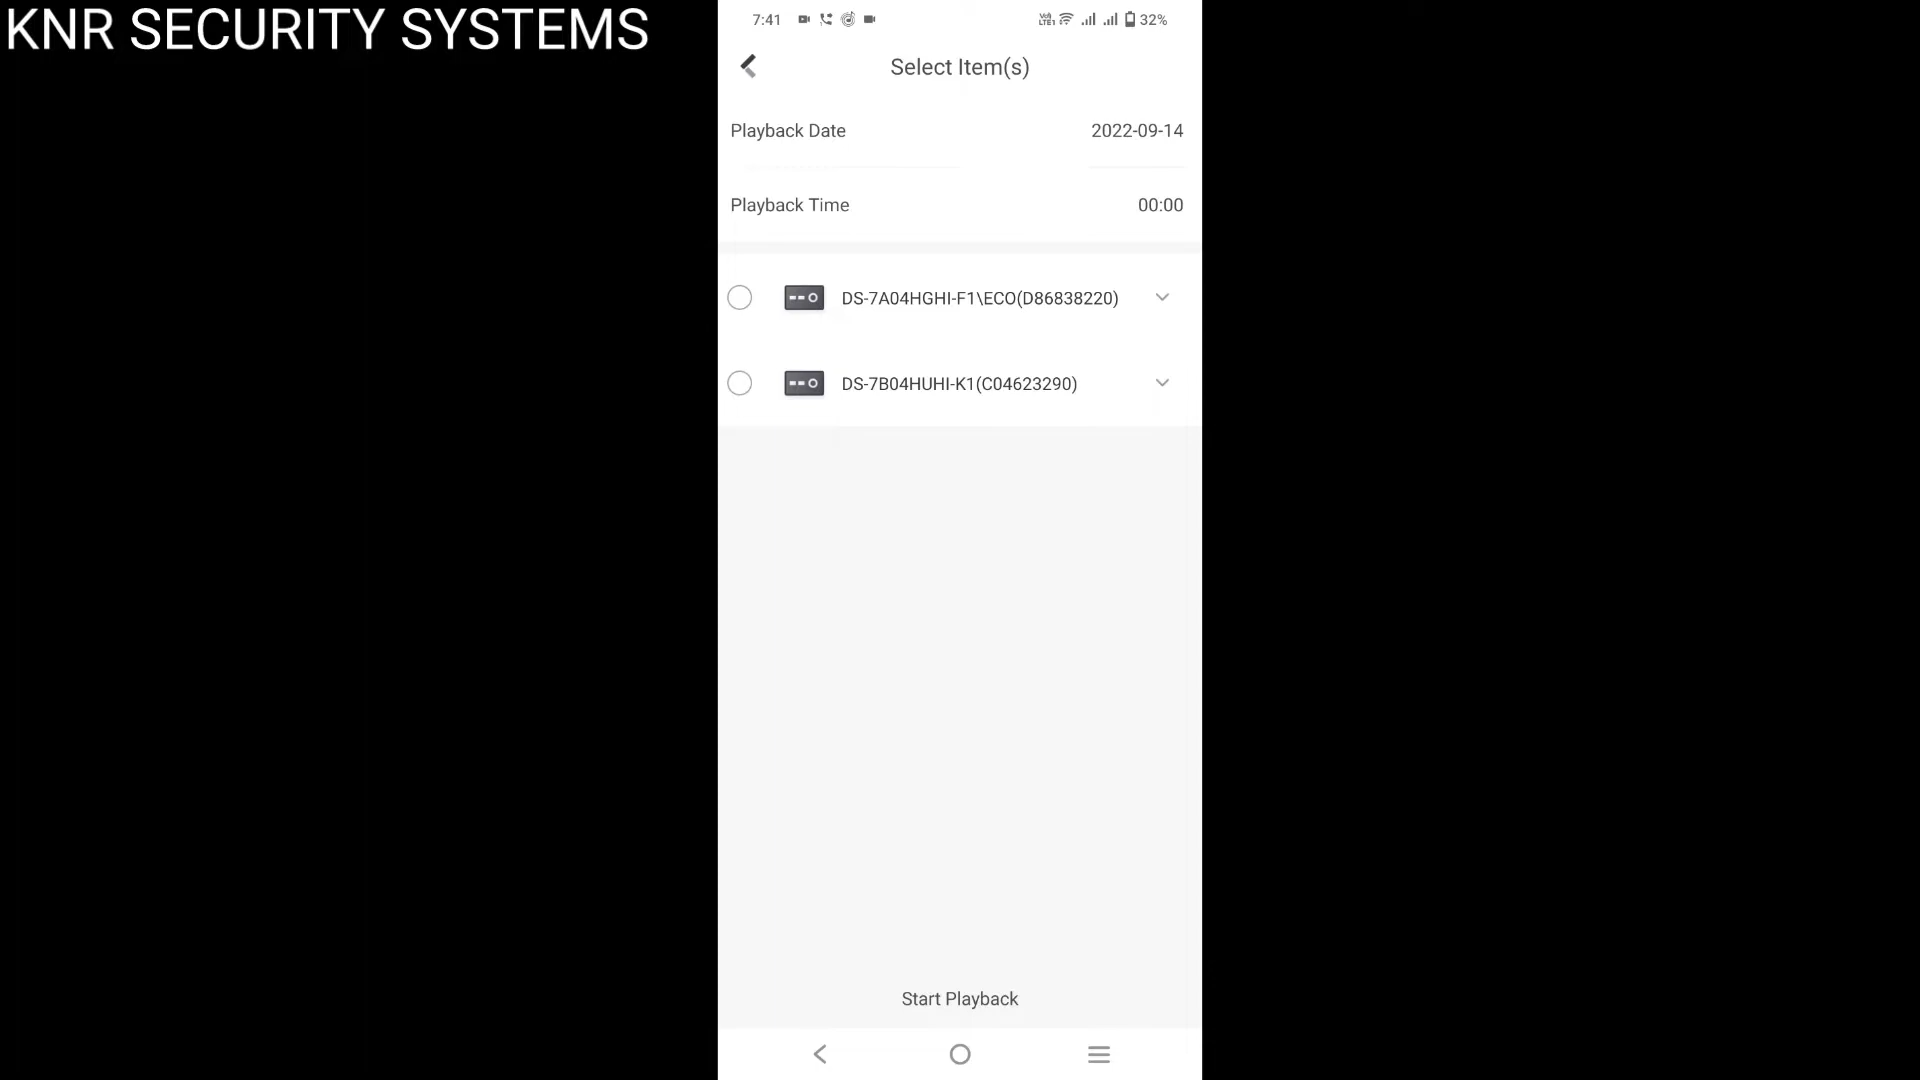 KNR SECURITY SYSTEMS
7:41 32%
Select Item(s)
Playback Date 2022-09-14
Playback Time 00:00
DS-7A04HGHI-F1\ECO(D86838220)
DS-7B04HUHI-K1(C04623290)
Start Playback